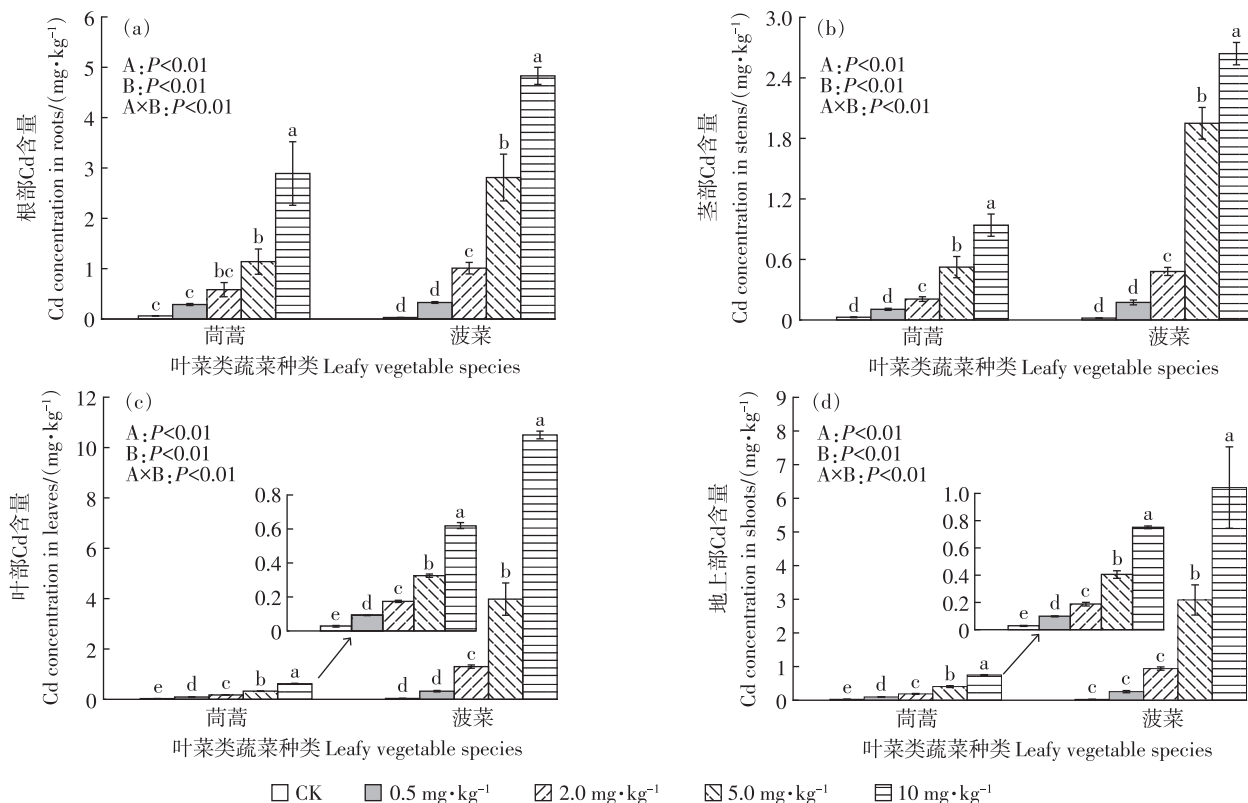 (a)
A:P<0.01
B:P<0.01
A×B:P<0.01
根部Cd含量
Cd concentration in roots/(mg·kg⁻¹)
6
5
4
3
2
1
0
c
c
bc
b
a
d
d
c
b
a
茼蒿
菠菜
叶菜类蔬菜种类 Leafy vegetable species
(b)
A:P<0.01
B:P<0.01
A×B:P<0.01
茎部Cd含量
Cd concentration in stems/(mg·kg⁻¹)
3.0
2.4
1.8
1.2
0.6
0
d
d
c
b
a
d
d
c
b
a
茼蒿
菠菜
叶菜类蔬菜种类 Leafy vegetable species
(c)
A:P<0.01
B:P<0.01
A×B:P<0.01
叶部Cd含量
Cd concentration in leaves/(mg·kg⁻¹)
12
10
8
6
4
2
0
0.8
0.6
0.4
0.2
0
e
d
c
b
a
e
d
c
b
a
d
d
c
b
a
茼蒿
菠菜
叶菜类蔬菜种类 Leafy vegetable species
(d)
A:P<0.01
B:P<0.01
A×B:P<0.01
地上部Cd含量
Cd concentration in shoots/(mg·kg⁻¹)
9
8
7
6
5
4
3
2
1
0
1.0
0.8
0.6
0.4
0.2
0
e
d
c
b
a
e
d
c
b
a
c
c
c
b
a
茼蒿
菠菜
叶菜类蔬菜种类 Leafy vegetable species
CK 0.5 mg·kg⁻¹ 2.0 mg·kg⁻¹ 5.0 mg·kg⁻¹ 10 mg·kg⁻¹